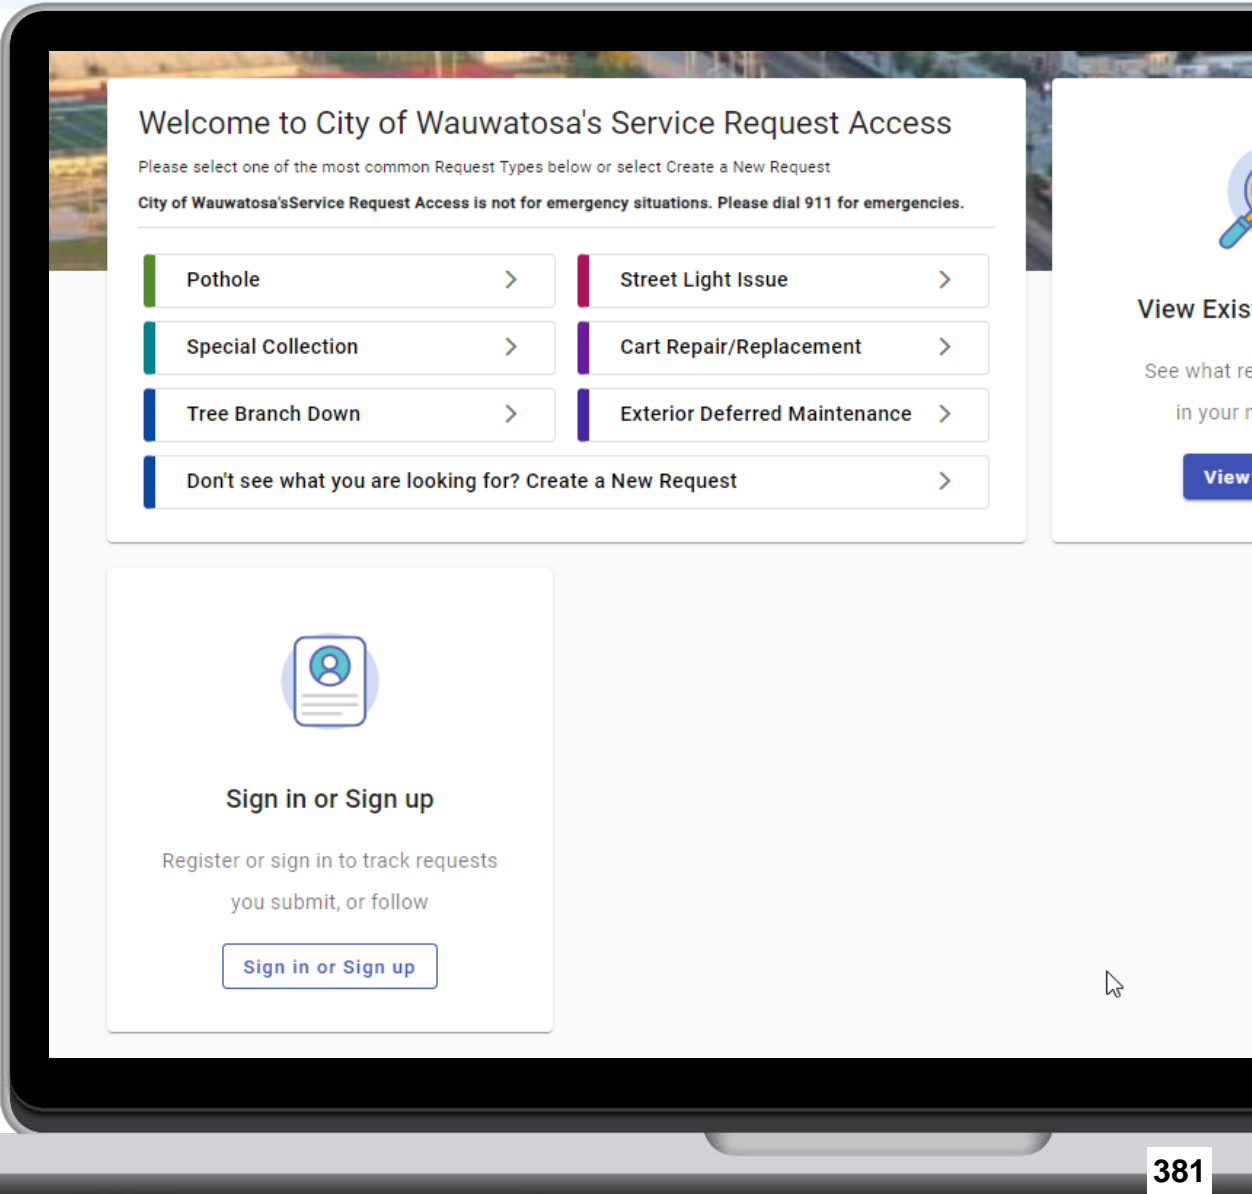 Welcome to City of Wauwatosa's Service Request Access
Please select one of the most common Request Types below or select Create a New Request
City of Wauwatosa'sService Request Access is not for emergency situations. Please dial 911 for emergencies.
Pothole
Street Light Issue
Special Collection
Cart Repair/Replacement
Tree Branch Down
Exterior Deferred Maintenance
Don't see what you are looking for? Create a New Request
View
See what
in your
View
Sign in or Sign up
Register or sign in to track requests
you submit, or follow
Sign in or Sign up
381